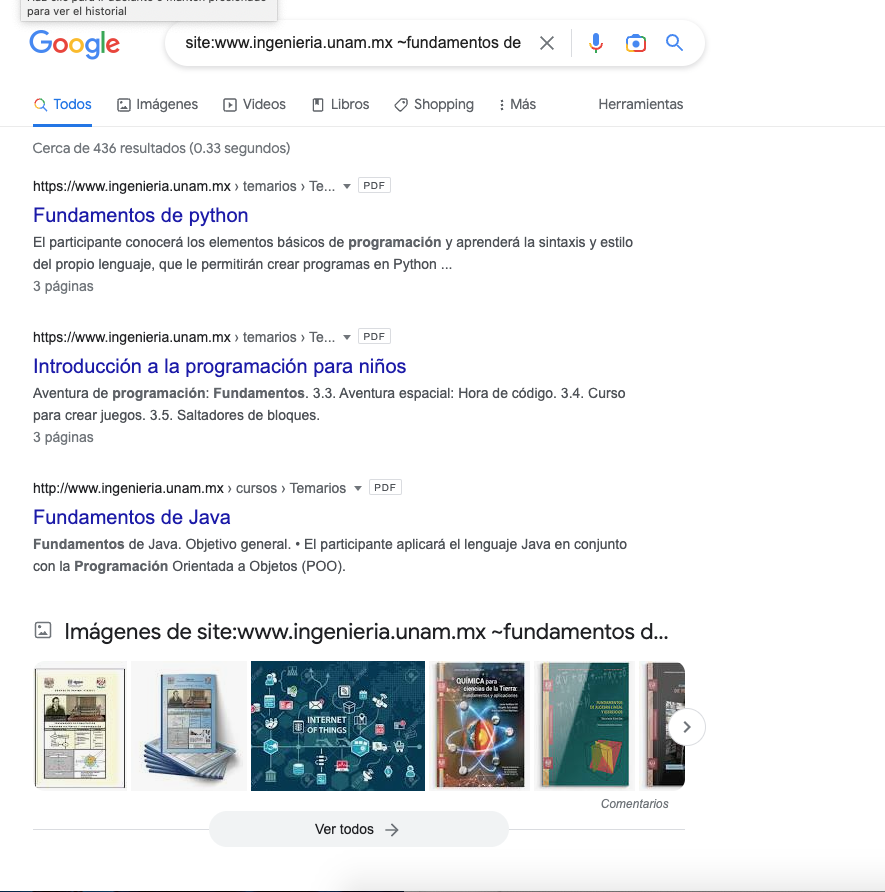 para ver el historial
Google
site:www.ingenieria.unam.mx ~fundamentos de
Todos
Imágenes
Videos
Libros
Shopping
Más
Herramientas
Cerca de 436 resultados (0.33 segundos)
https://www.ingenieria.unam.mx › temarios › Te... PDF
Fundamentos de python
El participante conocerá los elementos básicos de programación y aprenderá la sintaxis y estilo
del propio lenguaje, que le permitirán crear programas en Python ...
3 páginas
https://www.ingenieria.unam.mx › temarios › Te... PDF
Introducción a la programación para niños
Aventura de programación: Fundamentos. 3.3. Aventura espacial: Hora de código. 3.4. Curso
para crear juegos. 3.5. Saltadores de bloques.
3 páginas
http://www.ingenieria.unam.mx › cursos › Temarios PDF
Fundamentos de Java
Fundamentos de Java. Objetivo general. • El participante aplicará el lenguaje Java en conjunto
con la Programación Orientada a Objetos (POO).
Imágenes de site:www.ingenieria.unam.mx ~fundamentos d...
INTERNET
OF THINGS
QUÍMICA para
ciencias de la Tierra:
Fundamentos y aplicaciones
Comentarios
Ver todos